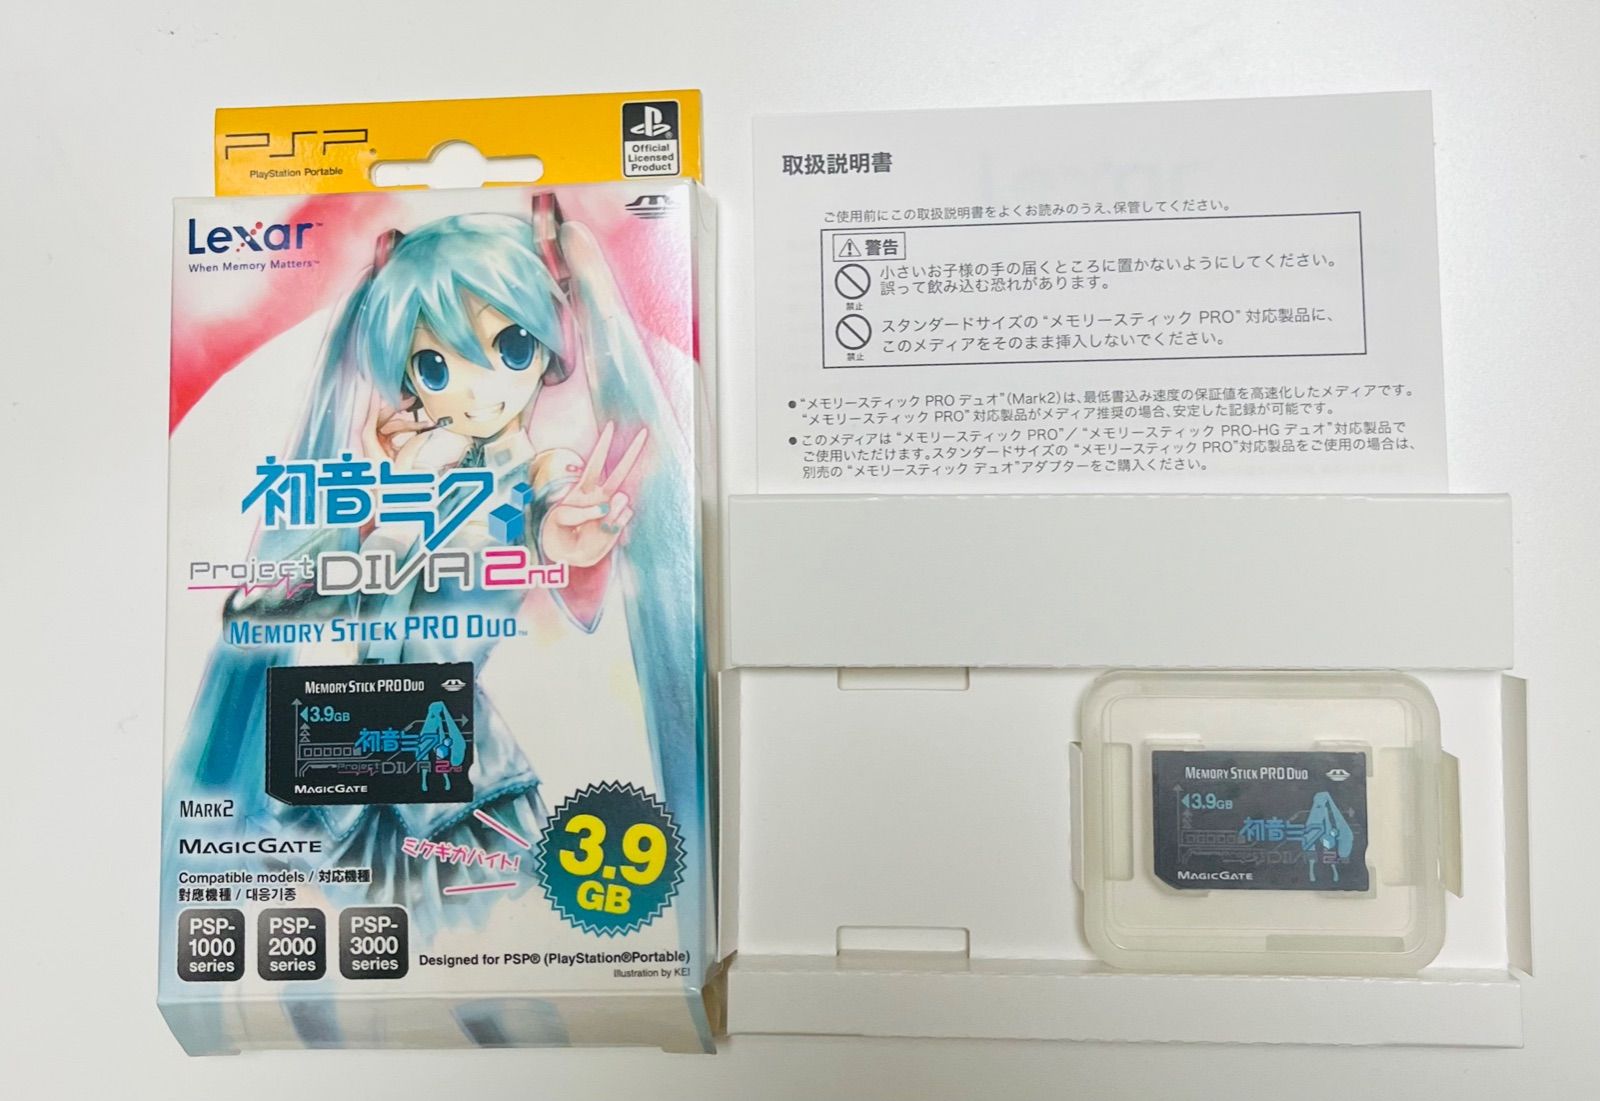 PSP®
PlayStation Portable
Official
Licensed
Product
Lexar™
When Memory Matters™
初音ミク
Project DIVA 2nd
MEMORY STICK PRO DUO™
MEMORY STICK PRO DUO
3.9GB
初音ミク
Project DIVA 2nd
MAGICGATE
MARK2
MAGICGATE
ミクギガバイト!
3.9
GB
Compatible models / 対応機種
對應機種 / 대응기종
PSP-
1000
series
PSP-
2000
series
PSP-
3000
series
Designed for PSP® (PlayStation®Portable)
Illustration by KEI
取扱説明書
ご使用前にこの取扱説明書をよくお読みのうえ、保管してください。
警告
小さいお子様の手の届くところに置かないようにしてください。
誤って飲み込む恐れがあります。
禁止
スタンダードサイズの“メモリースティック PRO”対応製品に、
このメディアをそのまま挿入しないでください。
禁止
●“メモリースティック PRO デュオ”(Mark2)は、最低書込み速度の保証値を高速化したメディアです。
“メモリースティック PRO”対応製品がメディア推奨の場合、安定した記録が可能です。
●このメディアは“メモリースティック PRO”／“メモリースティック PRO-HG デュオ”対応製品で
ご使用いただけます。スタンダードサイズの“メモリースティック PRO”対応製品をご使用の場合は、
別売の“メモリースティック デュオ”アダプターをご購入ください。
MEMORY STICK PRO DUO
3.9GB
初音ミク
Project DIVA 2nd
MAGICGATE